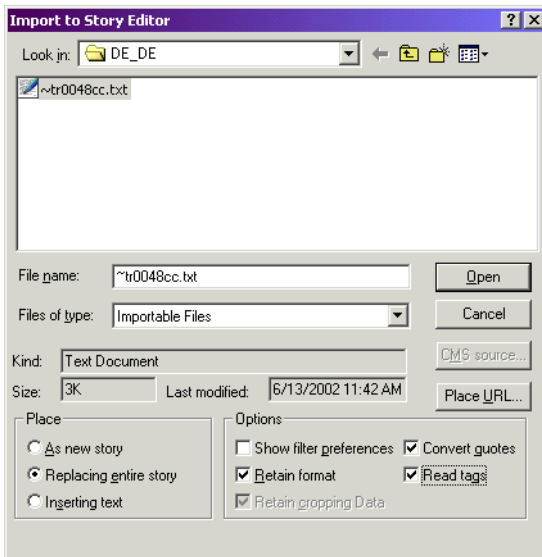 Import to Story Editor
Look in: DE_DE
~tr0048cc.txt
File name: ~tr0048cc.txt Open
Files of type: Importable Files Cancel
Kind: Text Document CMS source...
Size: 3K Last modified: 6/13/2002 11:42 AM Place URL...
Place Options
As new story Show filter preferences Convert quotes
Replacing entire story Retain format Read tags
Inserting text Retain cropping Data